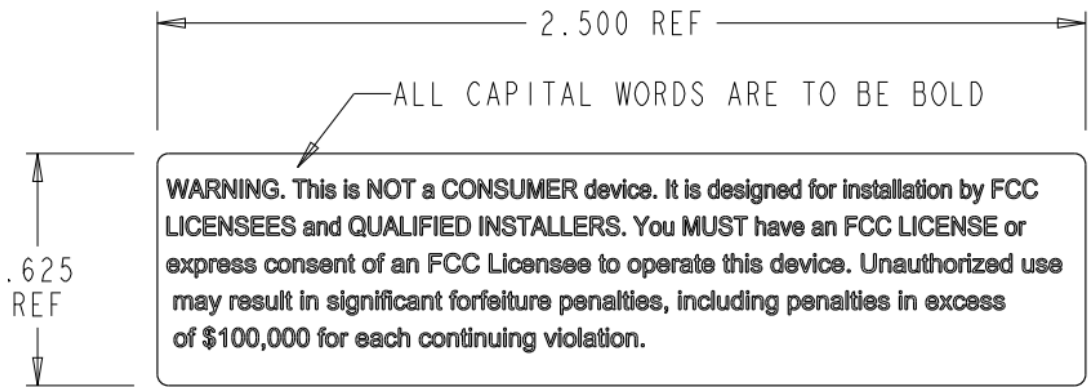 2.500 REF
ALL CAPITAL WORDS ARE TO BE BOLD
WARNING. This is NOT a CONSUMER device. It is designed for installation by FCC
LICENSEES and QUALIFIED INSTALLERS. You MUST have an FCC LICENSE or
express consent of an FCC Licensee to operate this device. Unauthorized use
may result in significant forfeiture penalties, including penalties in excess
of $100,000 for each continuing violation.
.625
REF